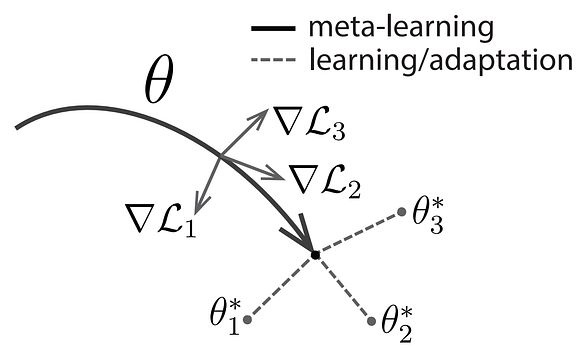 meta-learning
learning/adaptation
θ
∇ℒ₃
∇ℒ₂
∇ℒ₁
θ₃*
θ₁*
θ₂*